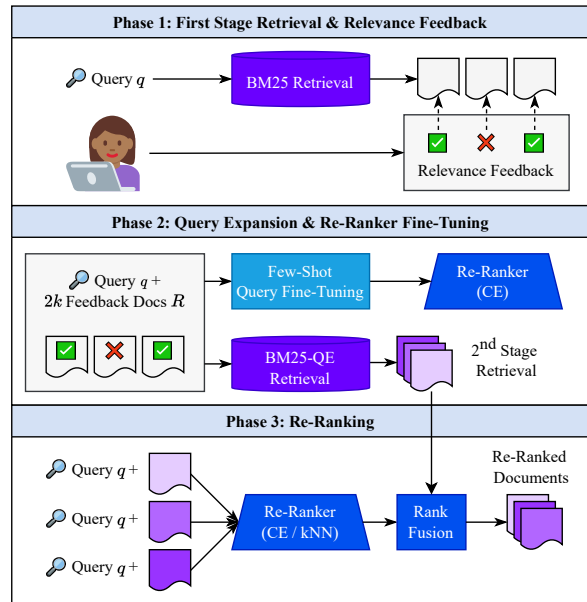 Phase 1: First Stage Retrieval & Relevance Feedback
Query q
BM25 Retrieval
Relevance Feedback
Phase 2: Query Expansion & Re-Ranker Fine-Tuning
Query q +
2k Feedback Docs R
Few-Shot
Query Fine-Tuning
Re-Ranker
(CE)
BM25-QE
Retrieval
2nd Stage
Retrieval
Phase 3: Re-Ranking
Query q +
Query q +
Query q +
Re-Ranker
(CE / kNN)
Rank
Fusion
Re-Ranked
Documents